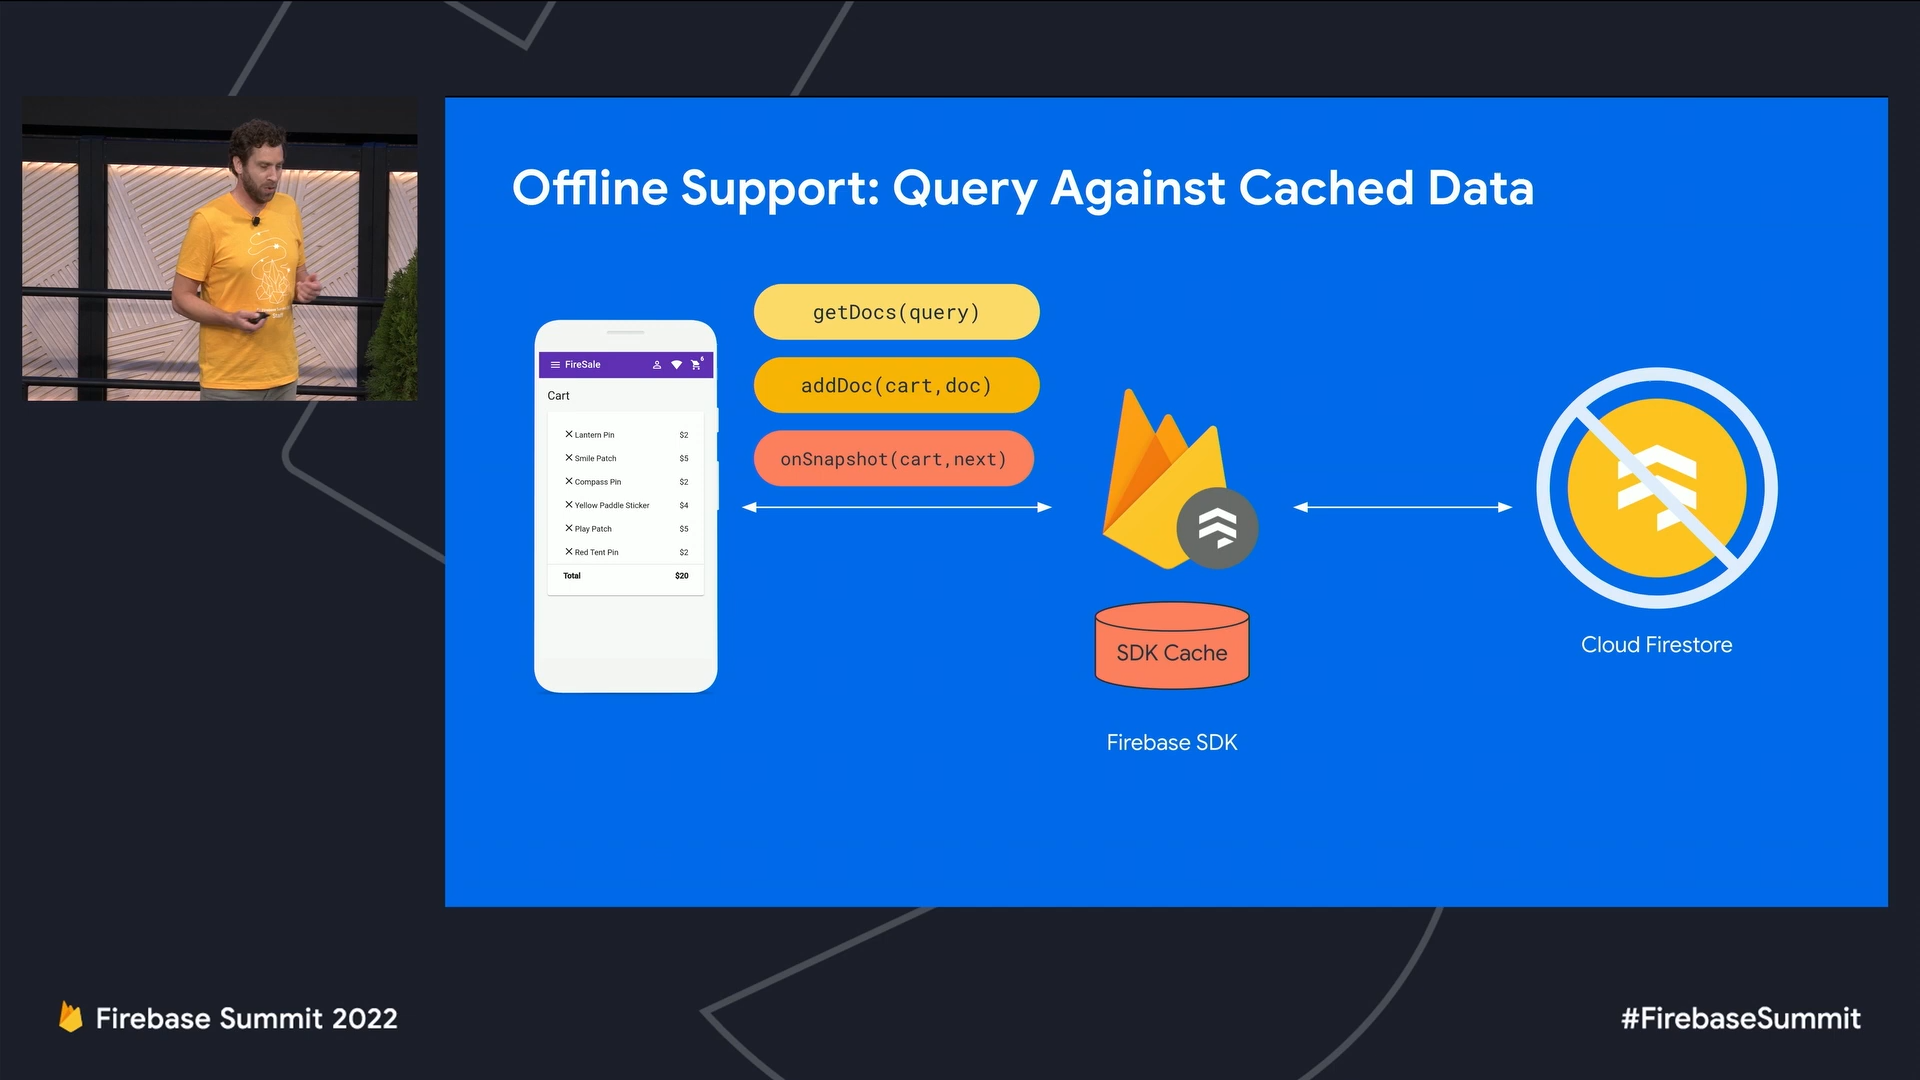 Offline Support: Query Against Cached Data
getDocs(query)
addDoc(cart,doc)
onSnapshot(cart,next)
FireSale
6
Cart
Lantern Pin $2
Smile Patch $5
Compass Pin $2
Yellow Paddle Sticker $4
Play Patch $5
Red Tent Pin $2
Total $20
SDK Cache
Firebase SDK
Cloud Firestore
Firebase Summit 2022
#FirebaseSummit